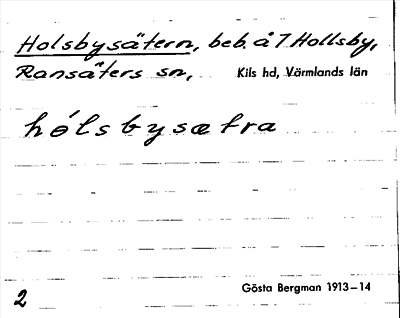 Holsbysätern, beb. å 7 Hollsby,
Ransäters sn, Kils hd, Värmlands län
hólsbysætra
Gösta Bergman 1913–14
2